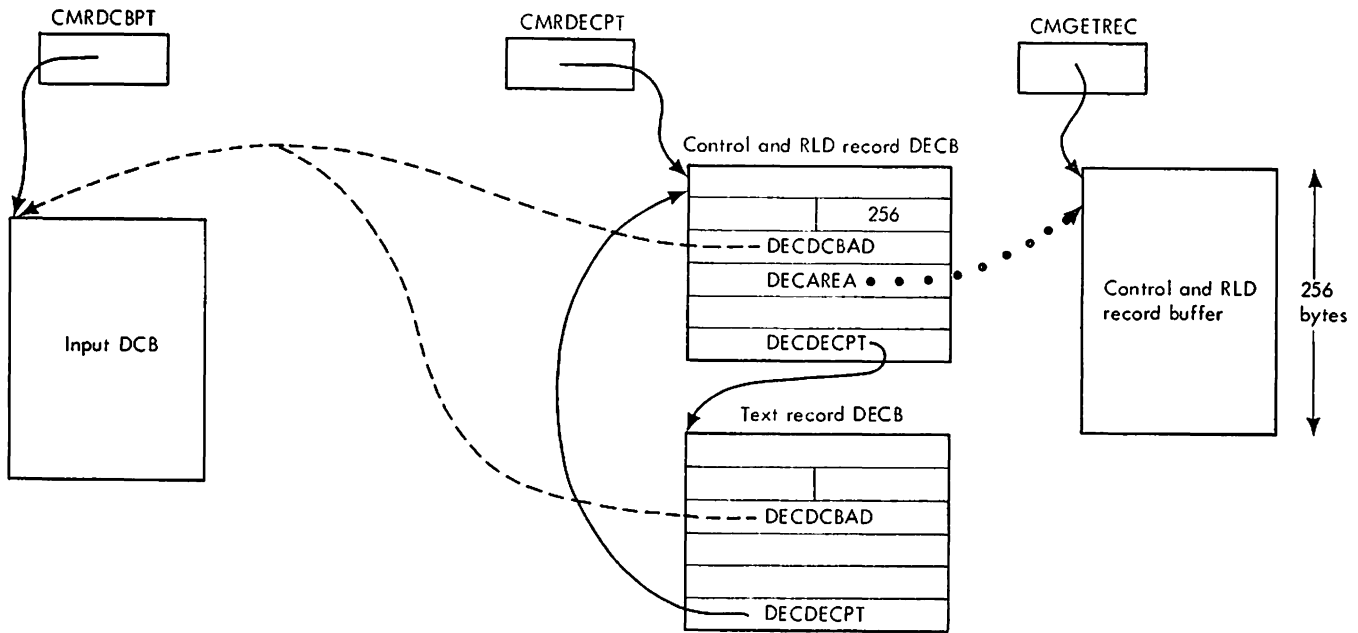 CMRDCBPT
CMRDECPT
CMGETREC
Control and RLD record DECB
256
DECDCBAD
DECAREA
DECDECPT
Input DCB
Control and RLD
record buffer
256
bytes
Text record DECB
DECDCBAD
DECDECPT